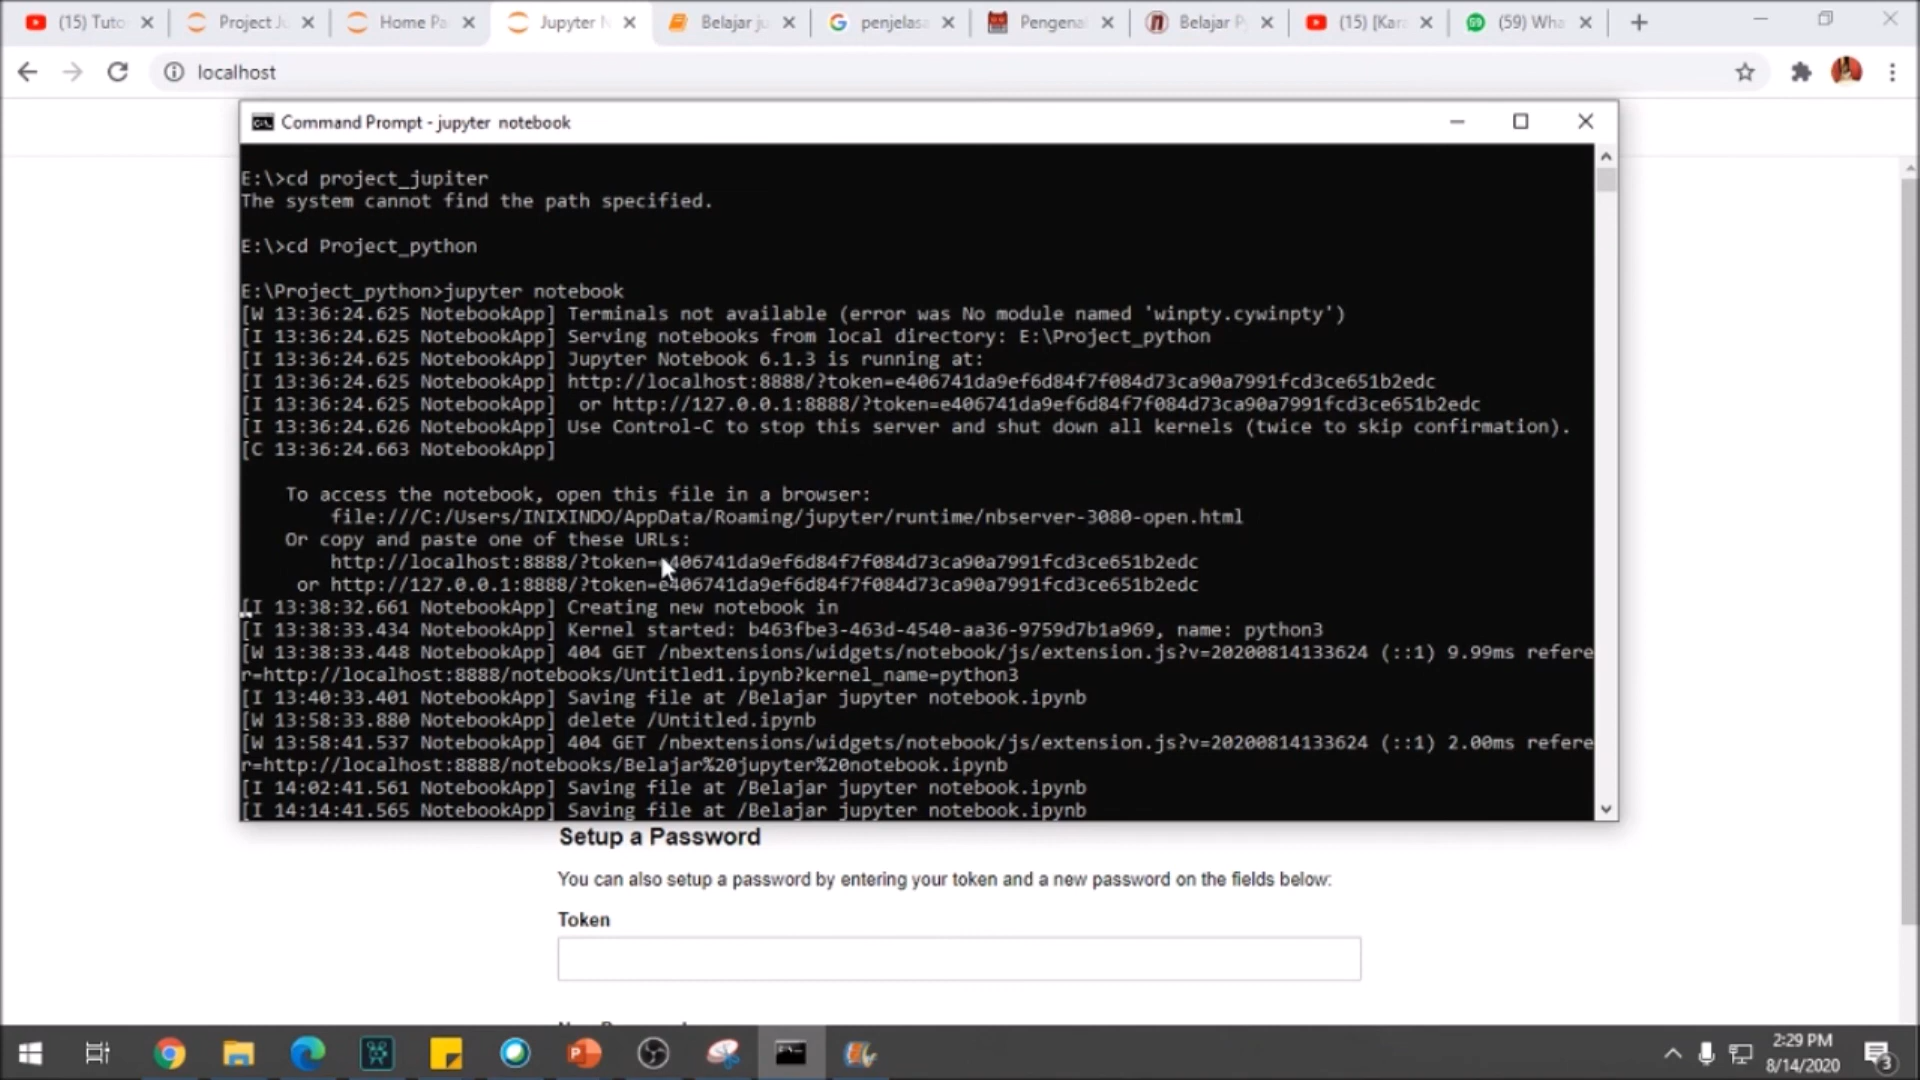 (15) Tuto
Project Ju
Home Pa
Jupyter N
Belajar ju
penjelasa
Pengenal
Belajar Py
(15) [Kara
(59) Wha
localhost
Command Prompt - jupyter notebook
E:\>cd project_jupiter
The system cannot find the path specified.
E:\>cd Project_python
E:\Project_python>jupyter notebook
[W 13:36:24.625 NotebookApp] Terminals not available (error was No module named 'winpty.cywinpty')
[I 13:36:24.625 NotebookApp] Serving notebooks from local directory: E:\Project_python
[I 13:36:24.625 NotebookApp] Jupyter Notebook 6.1.3 is running at:
[I 13:36:24.625 NotebookApp] http://localhost:8888/?token=e406741da9ef6d84f7f084d73ca90a7991fcd3ce651b2edc
[I 13:36:24.625 NotebookApp]  or http://127.0.0.1:8888/?token=e406741da9ef6d84f7f084d73ca90a7991fcd3ce651b2edc
[I 13:36:24.626 NotebookApp] Use Control-C to stop this server and shut down all kernels (twice to skip confirmation).
[C 13:36:24.663 NotebookApp]
To access the notebook, open this file in a browser:
file:///C:/Users/INIXINDO/AppData/Roaming/jupyter/runtime/nbserver-3080-open.html
Or copy and paste one of these URLs:
http://localhost:8888/?token=e406741da9ef6d84f7f084d73ca90a7991fcd3ce651b2edc
or http://127.0.0.1:8888/?token=e406741da9ef6d84f7f084d73ca90a7991fcd3ce651b2edc
[I 13:38:32.661 NotebookApp] Creating new notebook in
[I 13:38:33.434 NotebookApp] Kernel started: b463fbe3-463d-4540-aa36-9759d7b1a969, name: python3
[W 13:38:33.448 NotebookApp] 404 GET /nbextensions/widgets/notebook/js/extension.js?v=20200814133624 (::1) 9.99ms refere
r=http://localhost:8888/notebooks/Untitled1.ipynb?kernel_name=python3
[I 13:40:33.401 NotebookApp] Saving file at /Belajar jupyter notebook.ipynb
[W 13:58:33.880 NotebookApp] delete /Untitled.ipynb
[W 13:58:41.537 NotebookApp] 404 GET /nbextensions/widgets/notebook/js/extension.js?v=20200814133624 (::1) 2.00ms refere
r=http://localhost:8888/notebooks/Belajar%20jupyter%20notebook.ipynb
[I 14:02:41.561 NotebookApp] Saving file at /Belajar jupyter notebook.ipynb
[I 14:14:41.565 NotebookApp] Saving file at /Belajar jupyter notebook.ipynb
Setup a Password
You can also setup a password by entering your token and a new password on the fields below:
Token
2:29 PM
8/14/2020
3